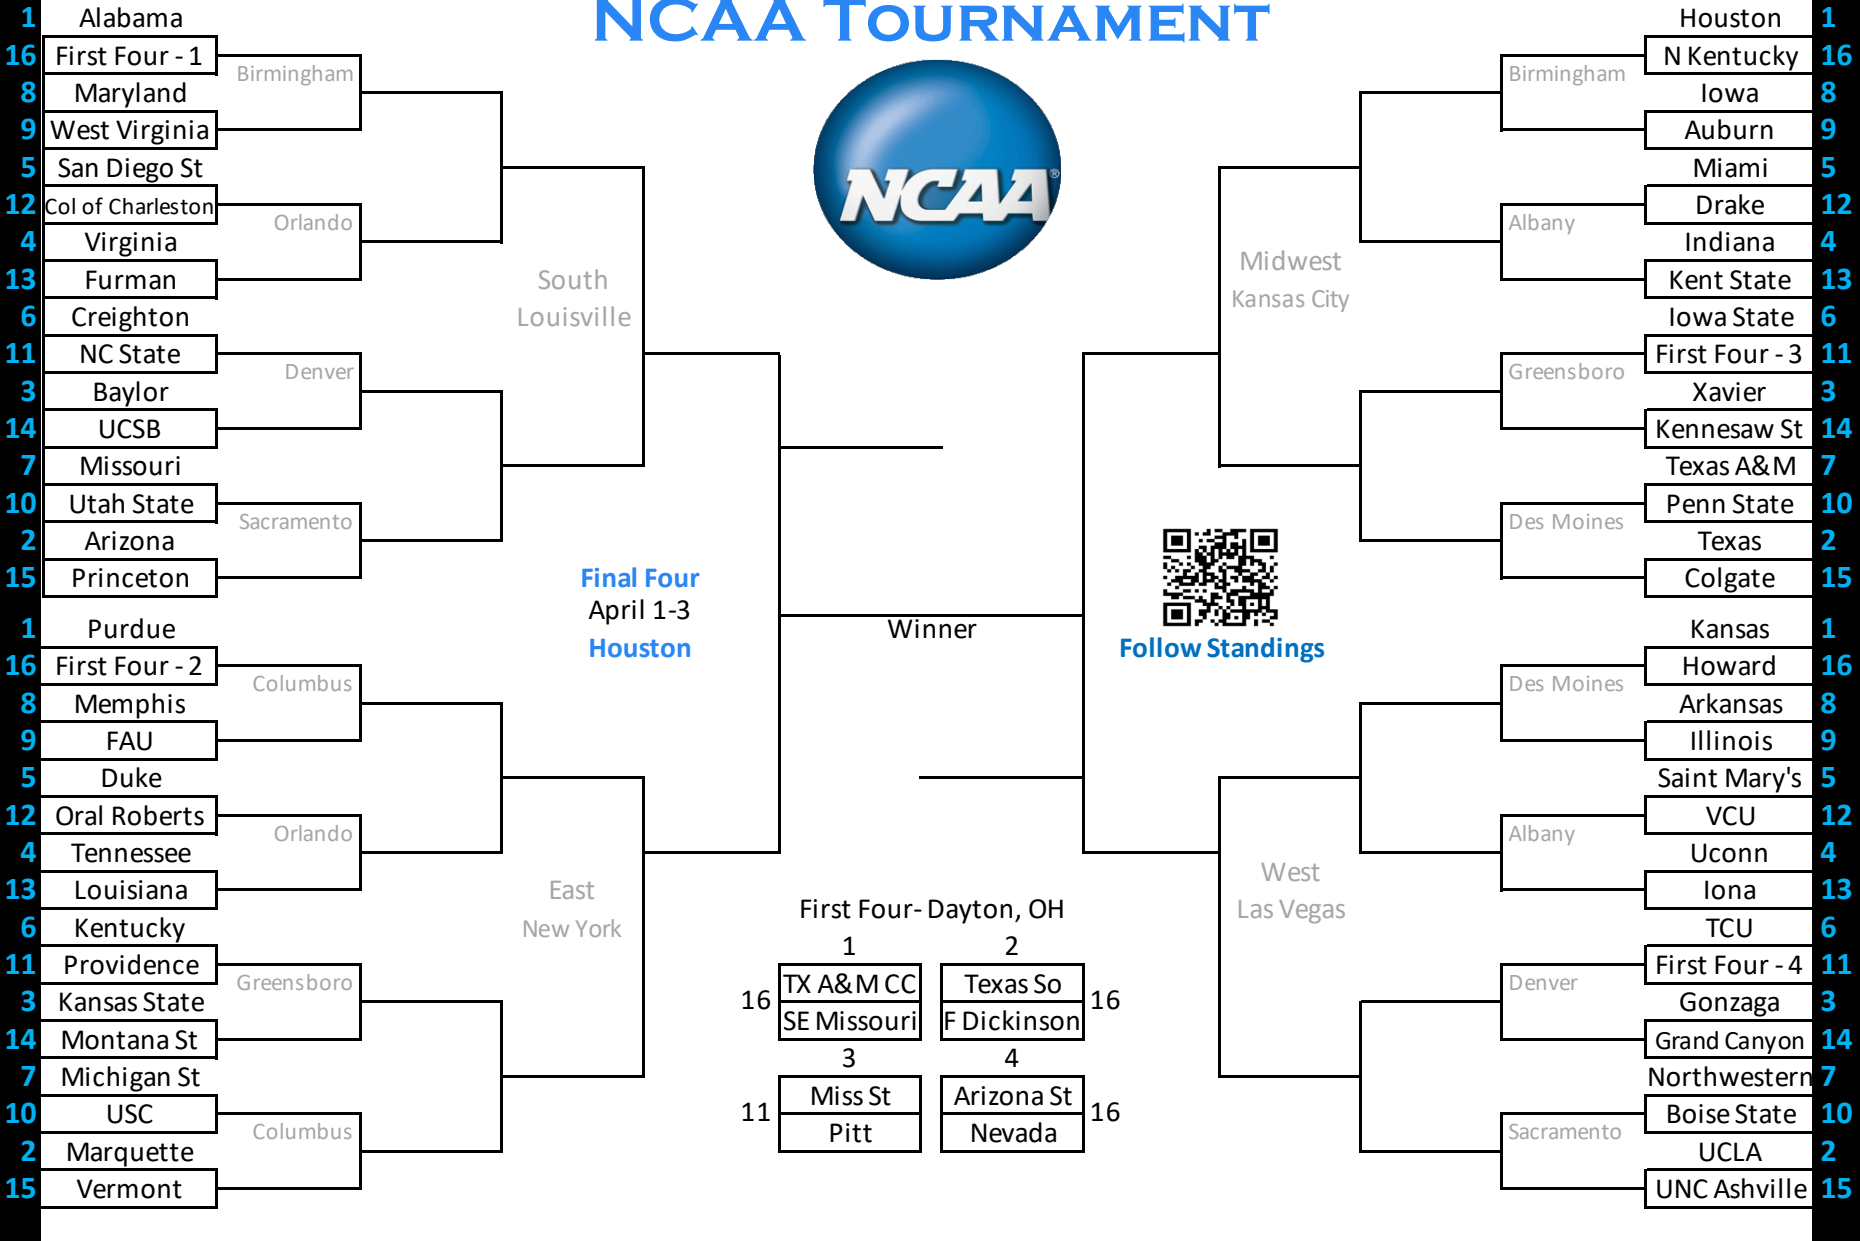 NCAA TOURNAMENT
1 Alabama
16 First Four - 1
Birmingham
8 Maryland
9 West Virginia
5 San Diego St
12 Col of Charleston
Orlando
4 Virginia
13 Furman
South
Louisville
6 Creighton
11 NC State
Denver
3 Baylor
14 UCSB
7 Missouri
10 Utah State
Sacramento
2 Arizona
15 Princeton
1 Purdue
16 First Four - 2
Columbus
8 Memphis
9 FAU
5 Duke
12 Oral Roberts
Orlando
4 Tennessee
13 Louisiana
East
New York
6 Kentucky
11 Providence
Greensboro
3 Kansas State
14 Montana St
7 Michigan St
10 USC
Columbus
2 Marquette
15 Vermont
NCAA®
Final Four
April 1-3
Houston
Winner
Follow Standings
First Four- Dayton, OH
1 2
16 TX A&M CC Texas So 16
SE Missouri F Dickinson
3 4
11 Miss St Arizona St 16
Pitt Nevada
Houston 1
N Kentucky 16
Birmingham
Iowa 8
Auburn 9
Miami 5
Drake 12
Albany
Indiana 4
Kent State 13
Midwest
Kansas City
Iowa State 6
First Four - 3 11
Greensboro
Xavier 3
Kennesaw St 14
Texas A&M 7
Penn State 10
Des Moines
Texas 2
Colgate 15
Kansas 1
Howard 16
Des Moines
Arkansas 8
Illinois 9
Saint Mary's 5
VCU 12
Albany
Uconn 4
Iona 13
West
Las Vegas
TCU 6
First Four - 4 11
Denver
Gonzaga 3
Grand Canyon 14
Northwestern 7
Boise State 10
Sacramento
UCLA 2
UNC Ashville 15